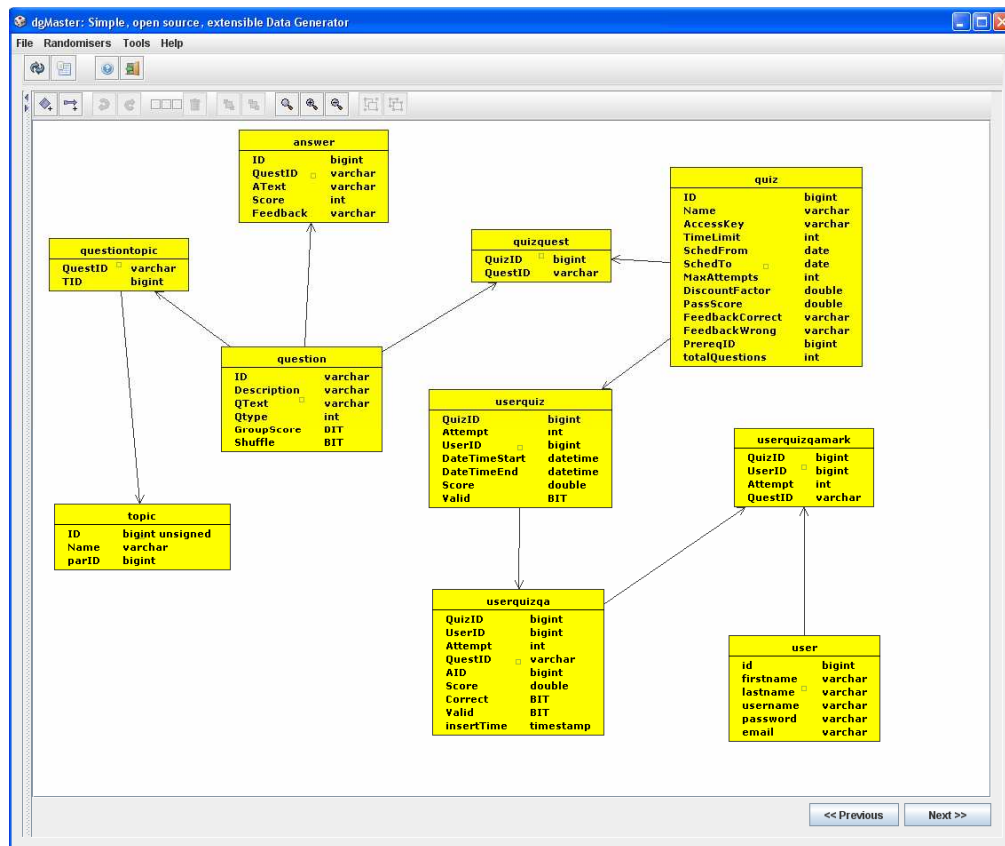 dgMaster: Simple, open source, extensible Data Generator
File Randomisers Tools Help
answer
ID bigint
QuestID varchar
AText varchar
Score int
Feedback varchar
quiz
ID bigint
Name varchar
AccessKey varchar
TimeLimit int
SchedFrom date
SchedTo date
MaxAttempts int
DiscountFactor double
PassScore double
FeedbackCorrect varchar
FeedbackWrong varchar
PrereqID bigint
totalQuestions int
questiontopic
QuestID varchar
TID bigint
quizquest
QuizID bigint
QuestID varchar
question
ID varchar
Description varchar
QText varchar
Qtype int
GroupScore BIT
Shuffle BIT
userquiz
QuizID bigint
Attempt int
UserID bigint
DateTimeStart datetime
DateTimeEnd datetime
Score double
Valid BIT
userquizqamark
QuizID bigint
UserID bigint
Attempt int
QuestID varchar
topic
ID bigint unsigned
Name varchar
parID bigint
userquizqa
QuizID bigint
UserID bigint
Attempt int
QuestID varchar
AID bigint
Score double
Correct BIT
Valid BIT
insertTime timestamp
user
id bigint
firstname varchar
lastname varchar
username varchar
password varchar
email varchar
<< Previous Next >>